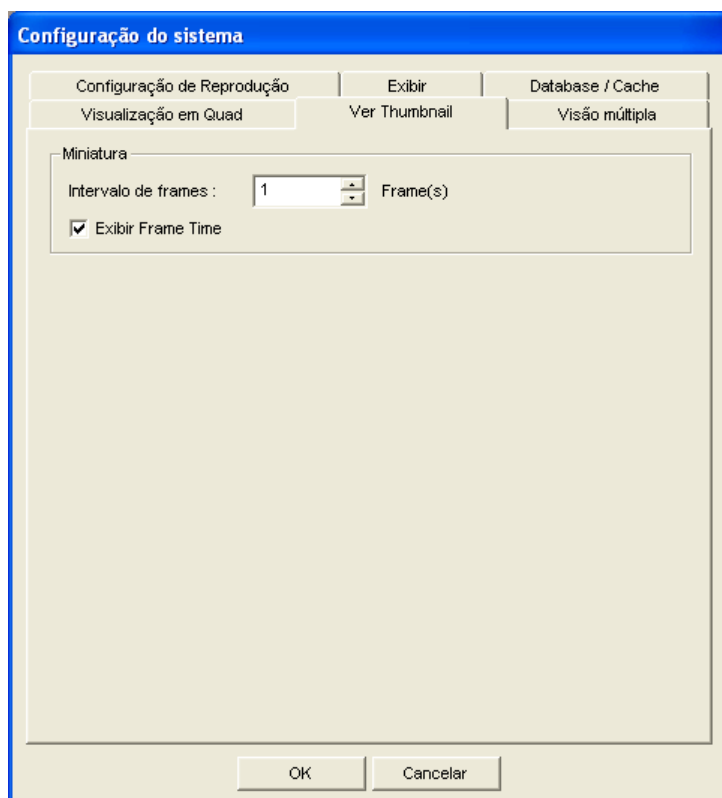 Configuração do sistema
Configuração de Reprodução Exibir Database / Cache
Visualização em Quad Ver Thumbnail Visão múltipla
Miniatura
Intervalo de frames : 1 Frame(s)
Exibir Frame Time
OK Cancelar